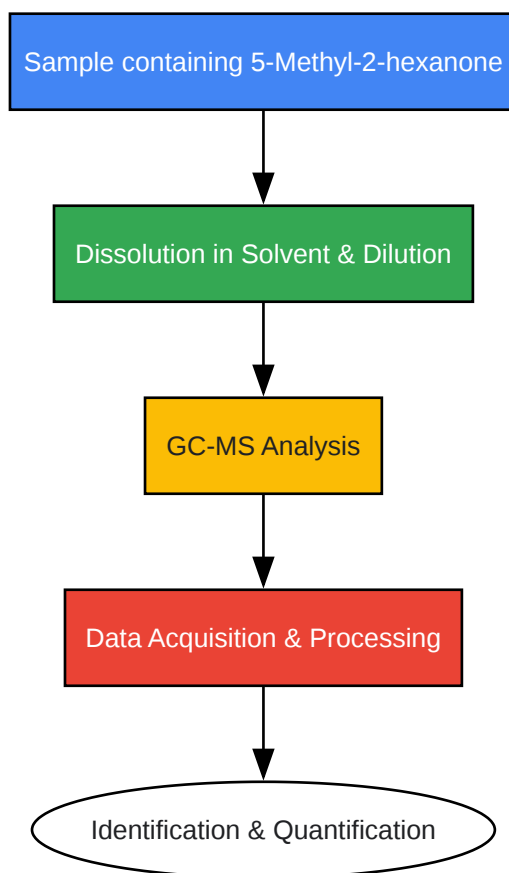 Sample containing 5-Methyl-2-hexanone
Dissolution in Solvent & Dilution
GC-MS Analysis
Data Acquisition & Processing
Identification & Quantification